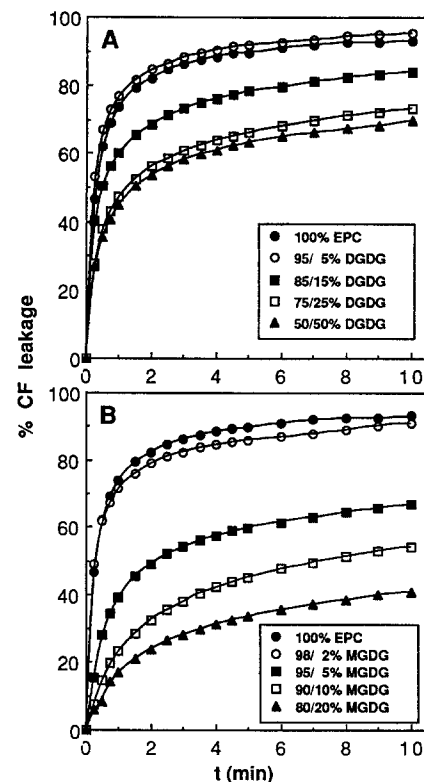 A
100
80
60
40
20
0
100% EPC
95/ 5% DGDG
85/15% DGDG
75/25% DGDG
50/50% DGDG
0 2 4 6 8 10
% CF leakage
B
100
80
60
40
20
0
100% EPC
98/ 2% MGDG
95/ 5% MGDG
90/10% MGDG
80/20% MGDG
0 2 4 6 8 10
t (min)